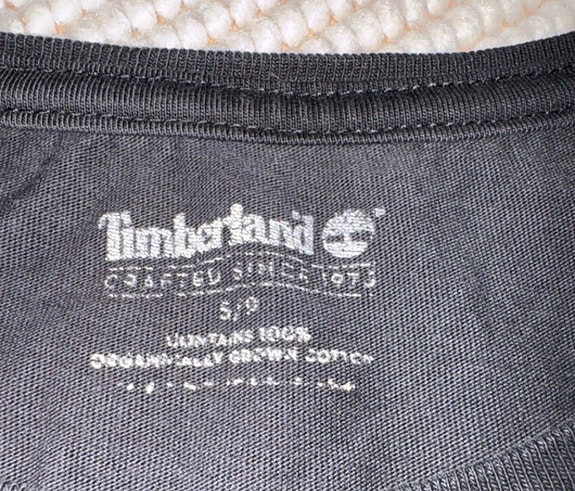 Timberland
CRAFTED SINCE 1973
S/P
CONTAINS 100%
ORGANICALLY GROWN COTTON